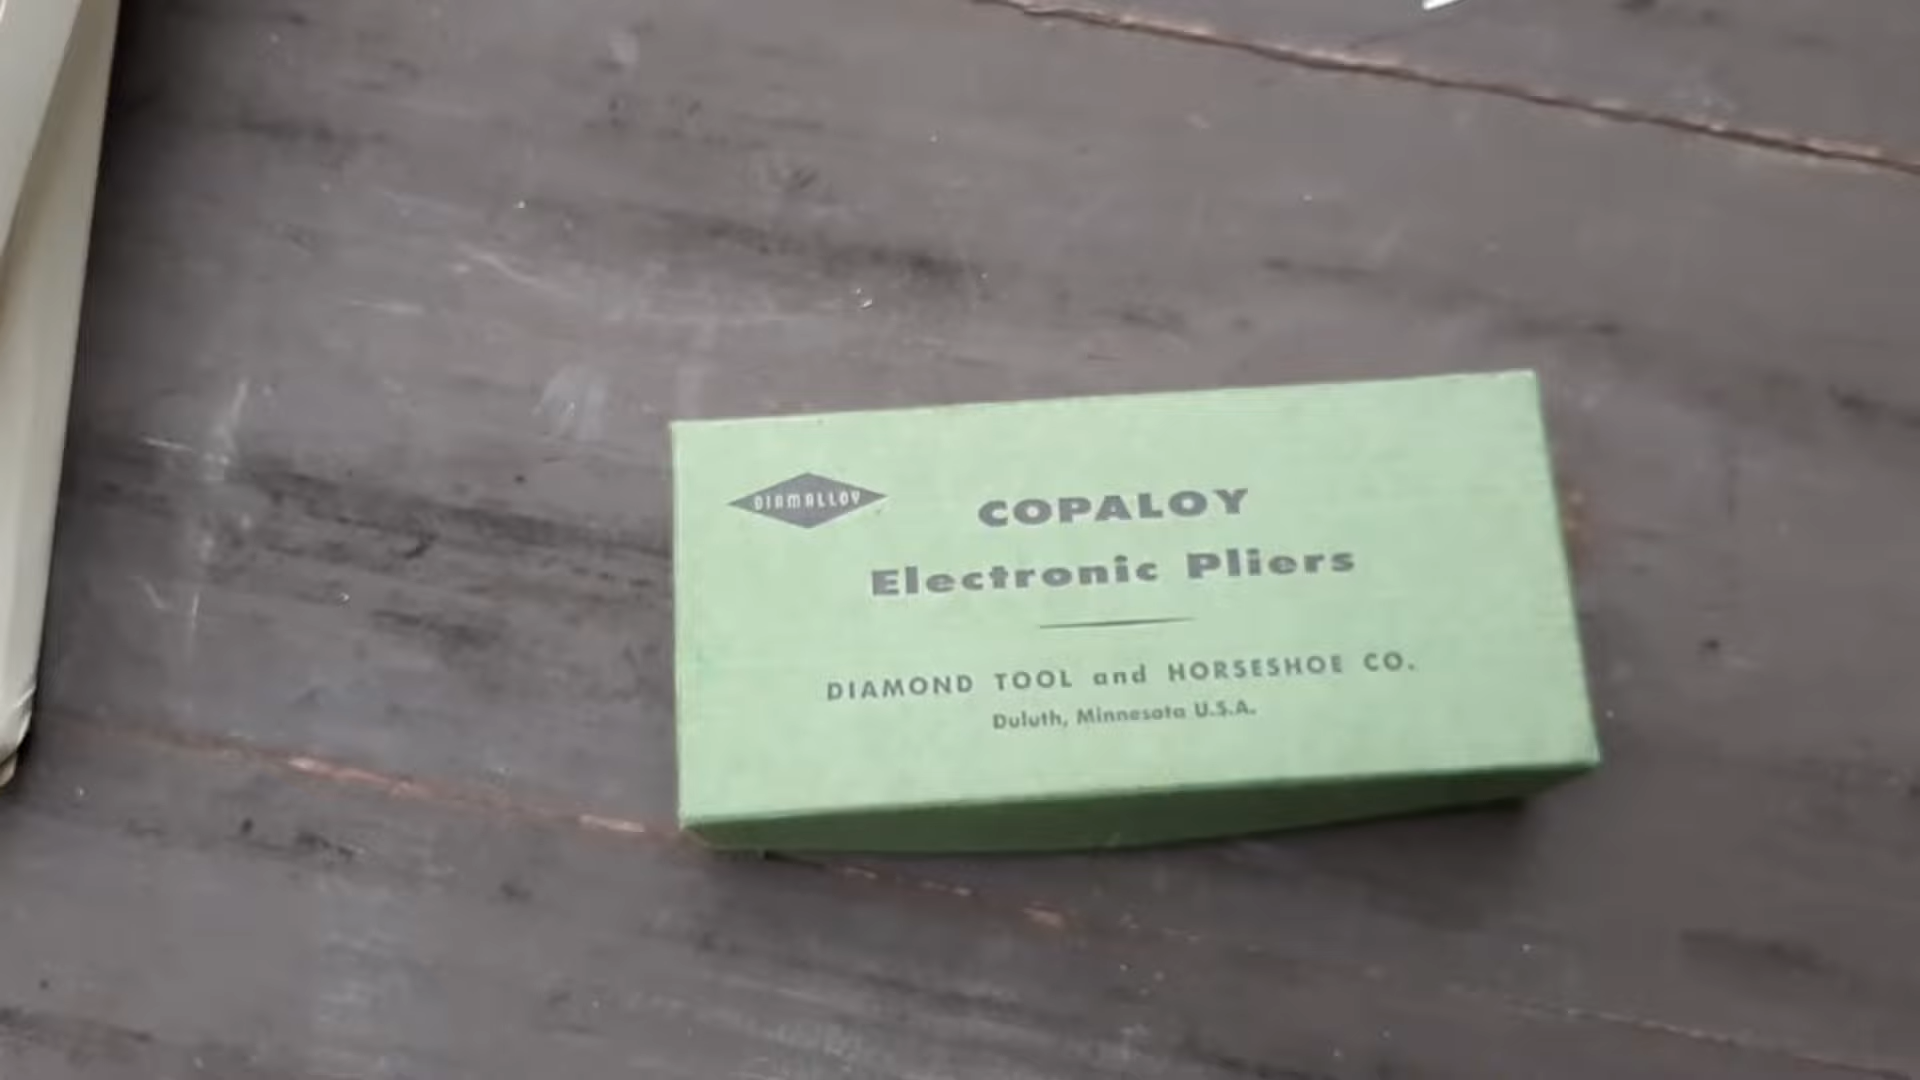 DIAMALLOY
COPALOY
Electronic Pliers
DIAMOND TOOL and HORSESHOE CO.
Duluth, Minnesota U.S.A.